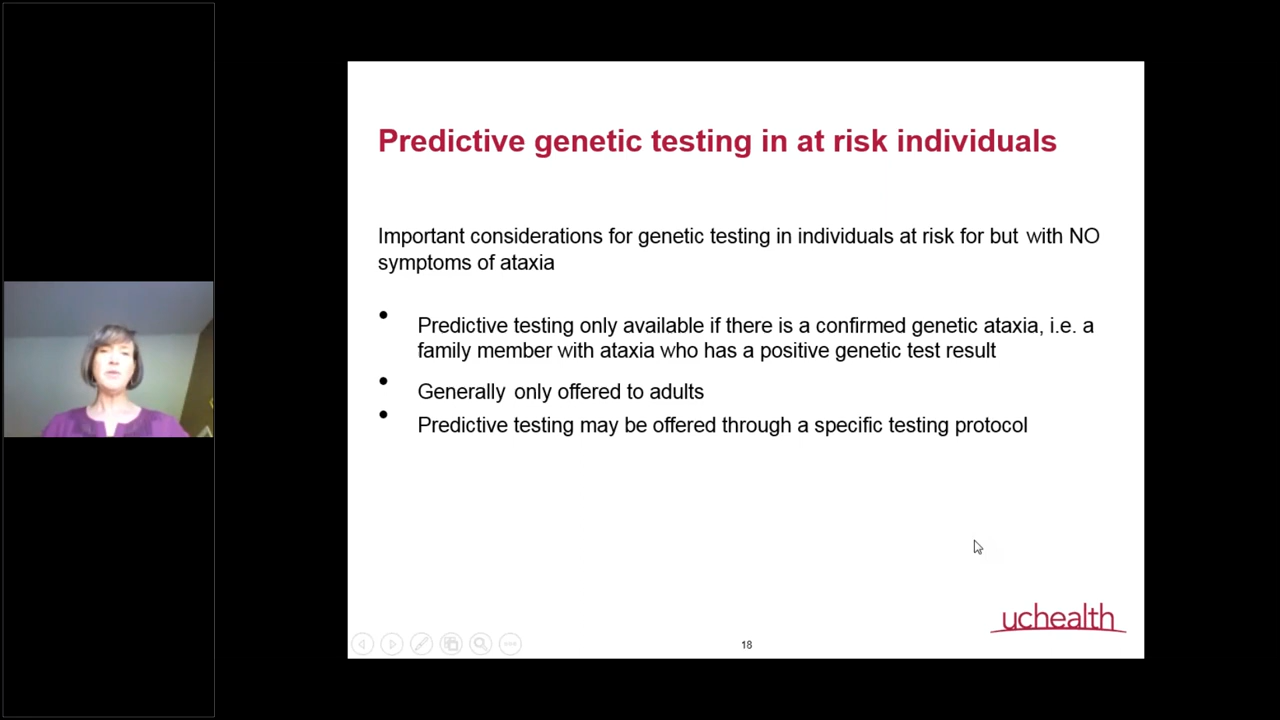 Predictive genetic testing in at risk individuals
Important considerations for genetic testing in individuals at risk for but with NO
symptoms of ataxia
• Predictive testing only available if there is a confirmed genetic ataxia, i.e. a
family member with ataxia who has a positive genetic test result
• Generally only offered to adults
• Predictive testing may be offered through a specific testing protocol
uchealth
18